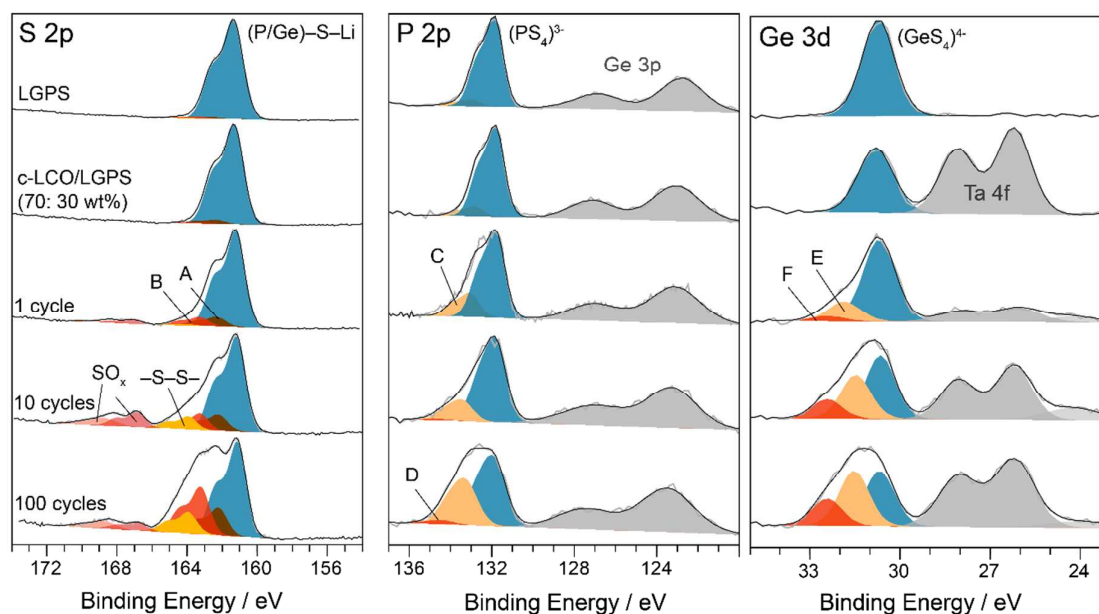 S 2p
(P/Ge)–S–Li
LGPS
c-LCO/LGPS
(70: 30 wt%)
B
A
1 cycle
SOₓ
–S–S–
10 cycles
100 cycles
172
168
164
160
156
Binding Energy / eV
P 2p
(PS₄)³⁻
Ge 3p
C
D
136
132
128
124
Binding Energy / eV
Ge 3d
(GeS₄)⁴⁻
Ta 4f
F
E
33
30
27
24
Binding Energy / eV